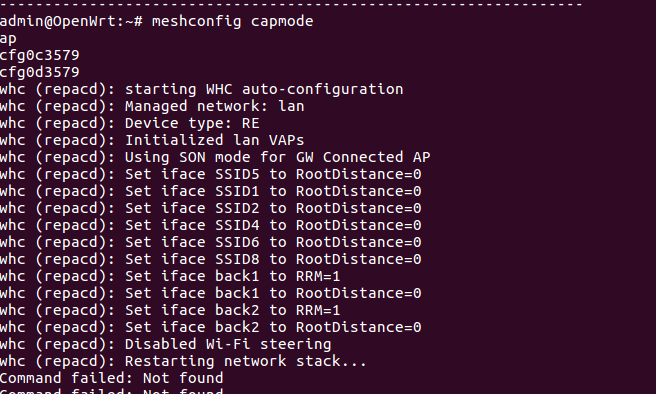 --------------------------------------------------------------------
admin@OpenWrt:~# meshconfig capmode
ap
cfg0c3579
cfg0d3579
whc (repacd): starting WHC auto-configuration
whc (repacd): Managed network: lan
whc (repacd): Device type: RE
whc (repacd): Initialized lan VAPs
whc (repacd): Using SON mode for GW Connected AP
whc (repacd): Set iface SSID5 to RootDistance=0
whc (repacd): Set iface SSID1 to RootDistance=0
whc (repacd): Set iface SSID2 to RootDistance=0
whc (repacd): Set iface SSID4 to RootDistance=0
whc (repacd): Set iface SSID6 to RootDistance=0
whc (repacd): Set iface SSID8 to RootDistance=0
whc (repacd): Set iface back1 to RRM=1
whc (repacd): Set iface back1 to RootDistance=0
whc (repacd): Set iface back2 to RRM=1
whc (repacd): Set iface back2 to RootDistance=0
whc (repacd): Disabled Wi-Fi steering
whc (repacd): Restarting network stack...
Command failed: Not found
Command failed: Not found